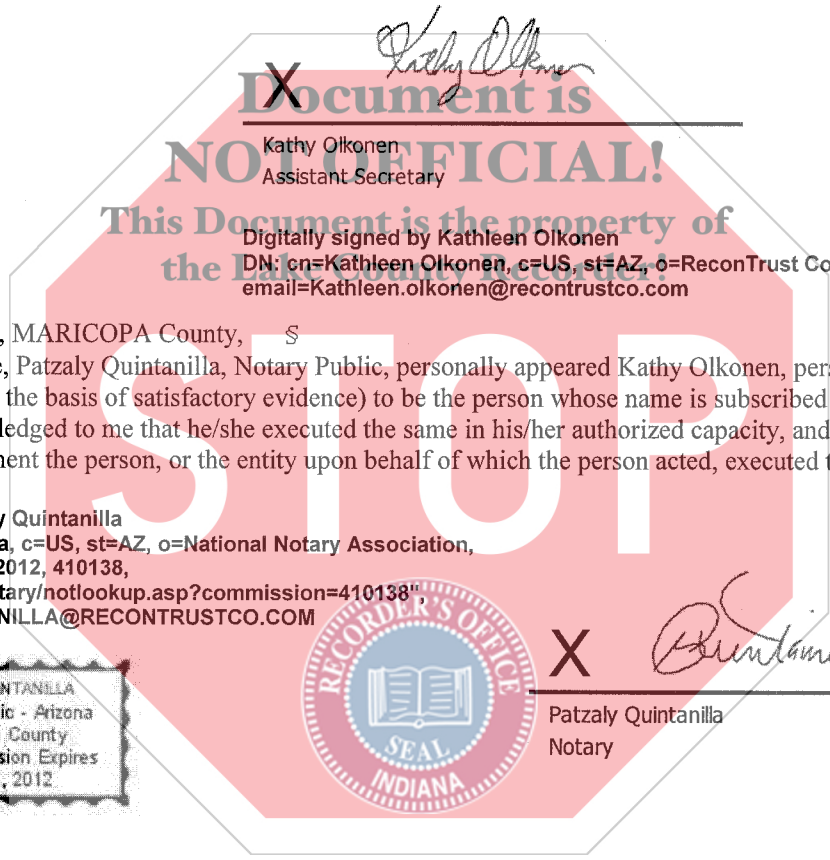 Kathy Olkonen
X
Document is
Kathy Olkonen
NOT OFFICIAL!
Assistant Secretary
This Document is the property of
Digitally signed by Kathleen Olkonen
the Lake County Recorder!
DN: cn=Kathleen Olkonen, c=US, st=AZ, o=ReconTrust Co
email=Kathleen.olkonen@recontrustco.com
, MARICOPA County, §
e, Patzaly Quintanilla, Notary Public, personally appeared Kathy Olkonen, pers
the basis of satisfactory evidence) to be the person whose name is subscribed
ledged to me that he/she executed the same in his/her authorized capacity, and
ment the person, or the entity upon behalf of which the person acted, executed t
STOP
y Quintanilla
a, c=US, st=AZ, o=National Notary Association,
2012, 410138,
tary/notlookup.asp?commission=410138",
NILLA@RECONTRUSTCO.COM
RECORDER'S OFFICE
SEAL
INDIANA
X
Patzaly Quintanilla
Notary
NTANILLA
ic - Arizona
County
sion Expires
, 2012